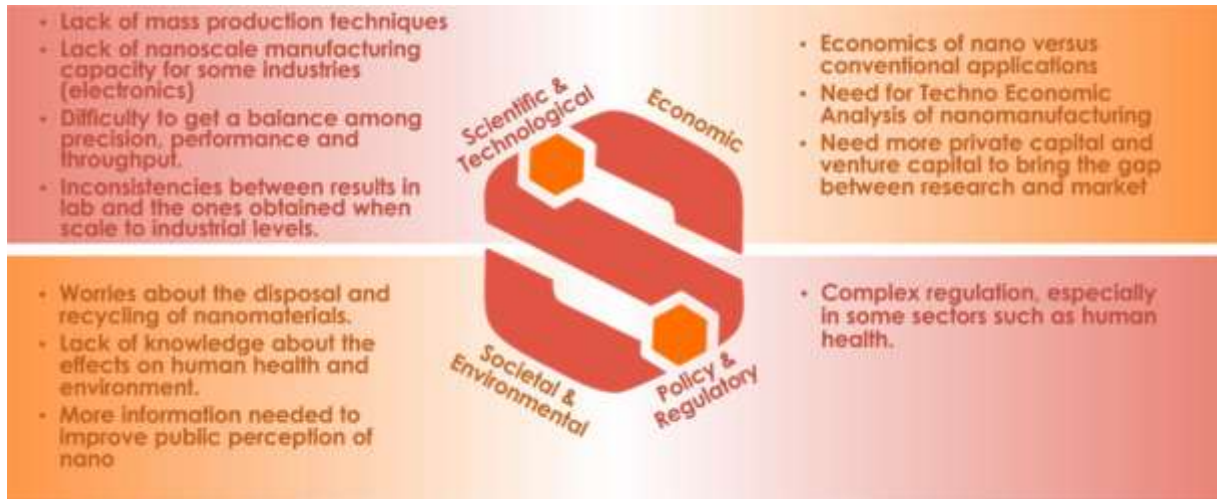 • Lack of mass production techniques
• Lack of nanoscale manufacturing
capacity for some industries
(electronics)
• Difficulty to get a balance among
precision, performance and
throughput.
• Inconsistencies between results in
lab and the ones obtained when
scale to industrial levels.
Scientific &
Technological
Economic
• Economics of nano versus
conventional applications
• Need for Techno Economic
Analysis of nanomanufacturing
• Need more private capital and
venture capital to bring the gap
between research and market
• Worries about the disposal and
recycling of nanomaterials.
• Lack of knowledge about the
effects on human health and
environment.
• More information needed to
improve public perception of
nano
Societal &
Environmental
Policy &
Regulatory
• Complex regulation, especially
in some sectors such as human
health.